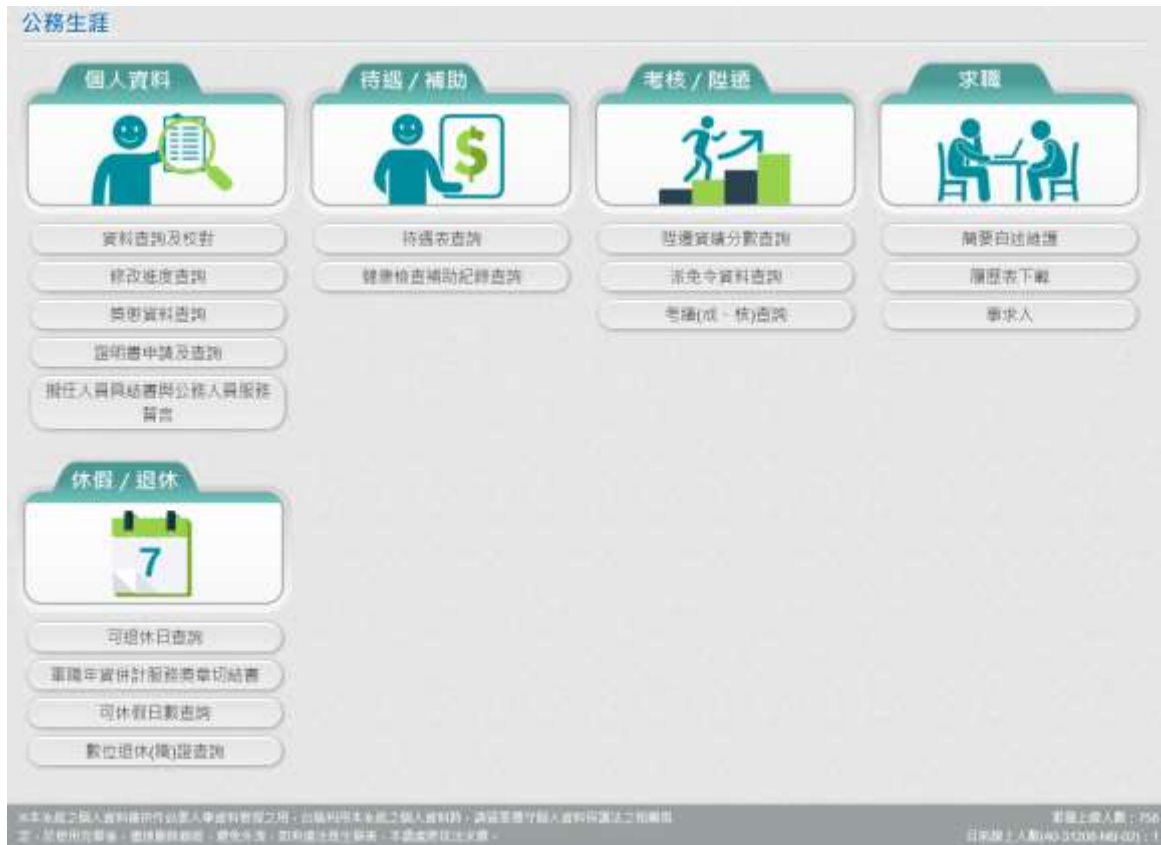 公務生涯
個人資料
資料查詢及校對
修改進度查詢
獎懲資料查詢
證明書申請及查詢
擬任人員具結書與公務人員服務
誓言
待遇/補助
$
待遇表查詢
健康檢查補助紀錄查詢
考核/陞遷
陞遷資績分數查詢
派免令資料查詢
考績(成、核)查詢
求職
簡要自述維護
履歷表下載
事求人
休假/退休
7
可退休日查詢
軍職年資併計服務獎章切結書
可休假日數查詢
數位退休(職)證查詢